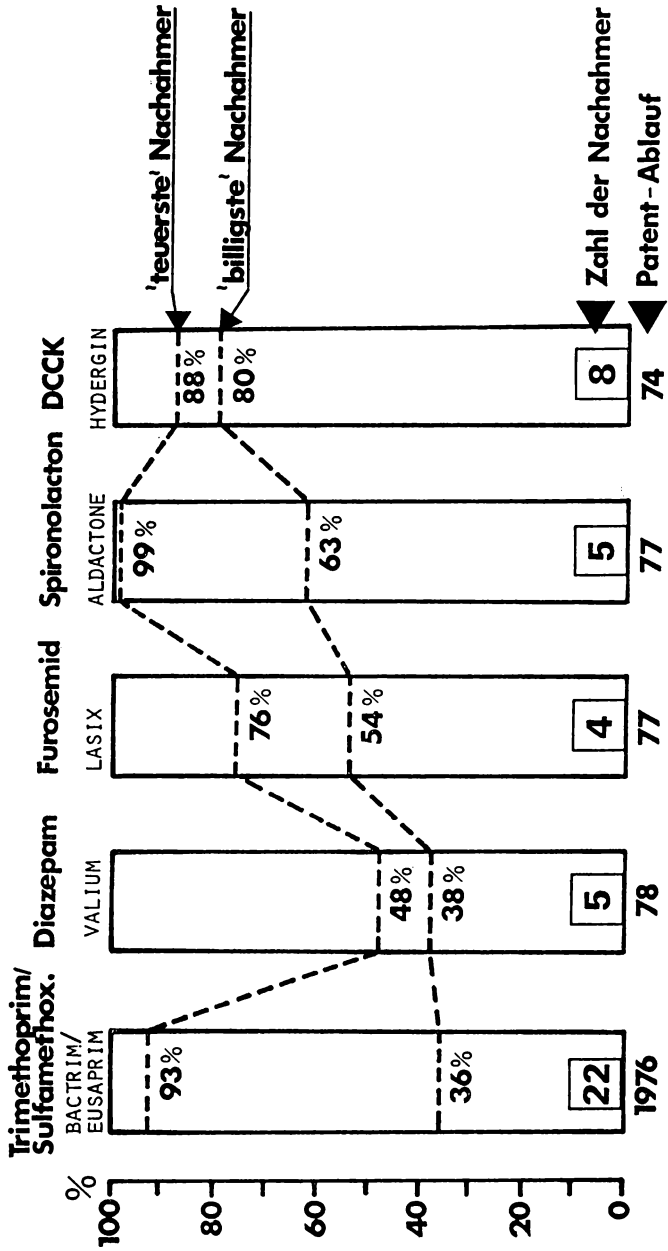 Trimethoprim/
Sulfamethox.
Diazepam
Furosemid
Spironolacton
DCCK
BACTRIM/
EUSAPRIM
VALIUM
LASIX
ALDACTONE
HYDERGIN
'teuerste' Nachahmer
'billigste' Nachahmer
%
100
80
60
40
20
0
93%
36%
48%
38%
76%
54%
99%
63%
88%
80%
22
5
4
5
8
Zahl der Nachahmer
1976
78
77
77
74
Patent-Ablauf